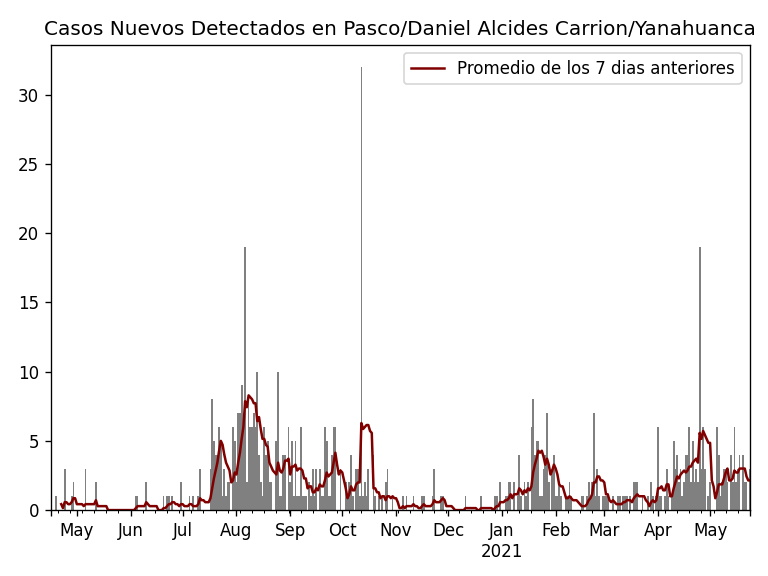 Casos Nuevos Detectados en Pasco/Daniel Alcides Carrion/Yanahuanca
Promedio de los 7 dias anteriores
30
25
20
15
10
5
0
May Jun Jul Aug Sep Oct Nov Dec Jan Feb Mar Apr May
2021